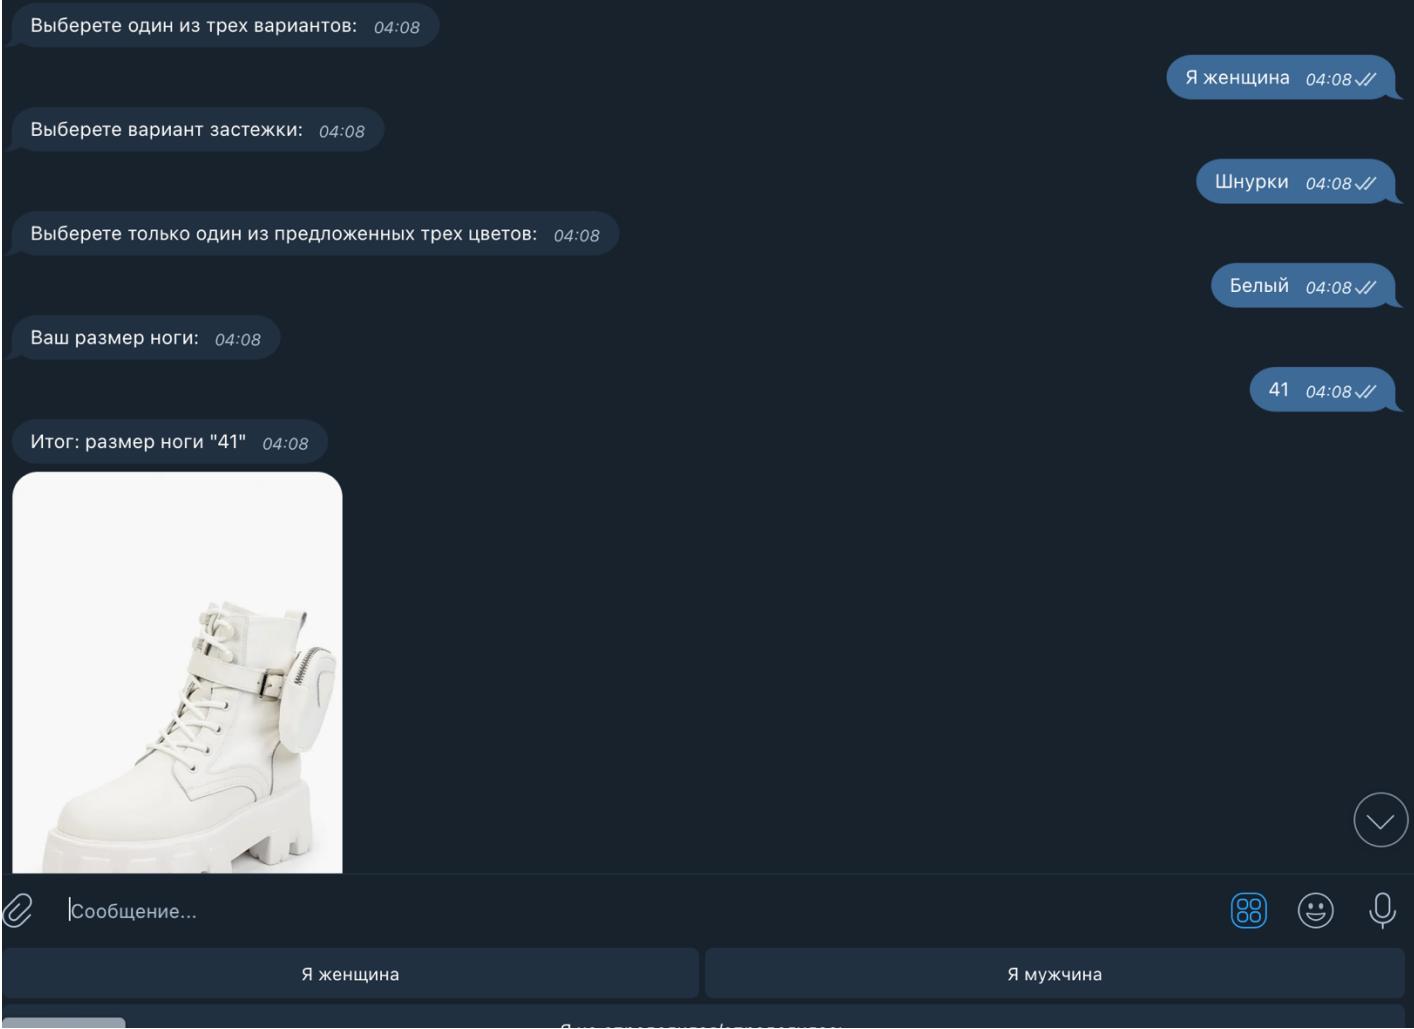 Выберете один из трех вариантов: 04:08
Я женщина 04:08
Выберете вариант застежки: 04:08
Шнурки 04:08
Выберете только один из предложенных трех цветов: 04:08
Белый 04:08
Ваш размер ноги: 04:08
41 04:08
Итог: размер ноги "41" 04:08
Сообщение...
Я женщина Я мужчина